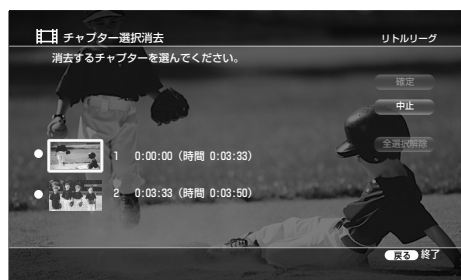 チャプター選択消去
リトルリーグ
消去するチャプターを選んでください。
確定
中止
全選択解除
1 0:00:00（時間 0:03:33）
2 0:03:33（時間 0:03:50）
戻る 終了